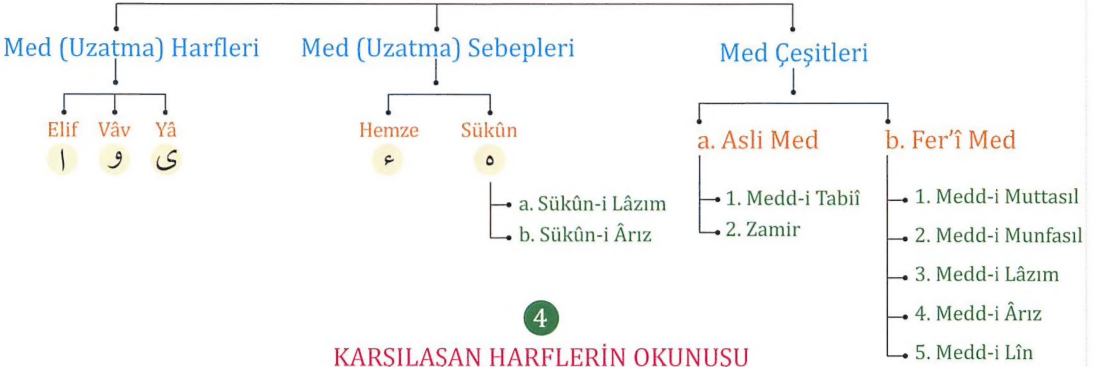 Med (Uzatma) Harfleri
Elif Vâv Yâ
ا و ى
Med (Uzatma) Sebepleri
Hemze Sükûn
ء ه
a. Sükûn-i Lâzım
b. Sükûn-i Ârız
Med Çeşitleri
a. Asli Med
1. Medd-i Tabiî
2. Zamir
b. Fer'î Med
1. Medd-i Muttasıl
2. Medd-i Munfasıl
3. Medd-i Lâzım
4. Medd-i Ârız
5. Medd-i Lîn
4
KARŞILAŞAN HARFLERİN OKUNUŞU